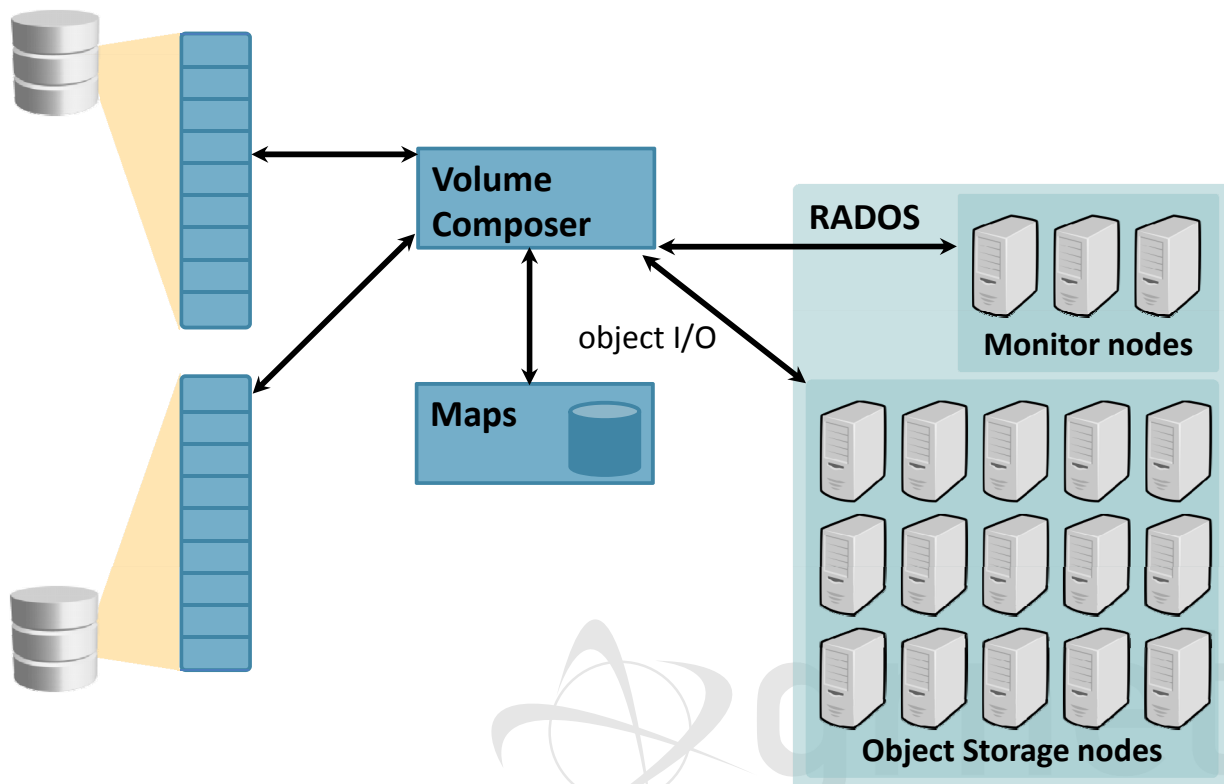 Volume
Composer
RADOS
Monitor nodes
object I/O
Maps
Object Storage nodes